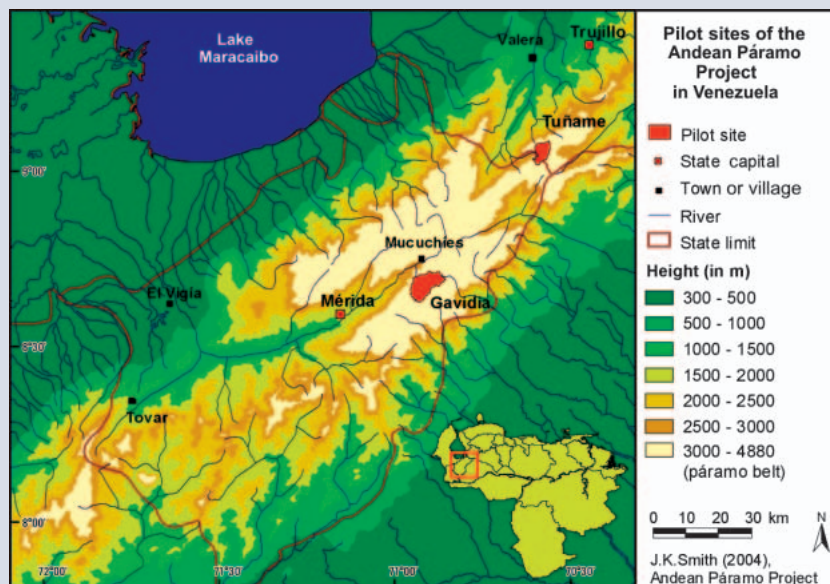 Lake
Maracaibo
Valera
Trujillo
Tuñame
9°00'
Mucuchíes
El Vigía
Mérida
Gavidia
8°30'
Tovar
8°00'
72°00'
71°30'
71°00'
70°30'
Pilot sites of the
Andean Páramo
Project
in Venezuela
Pilot site
State capital
Town or village
River
State limit
Height (in m)
300 - 500
500 - 1000
1000 - 1500
1500 - 2000
2000 - 2500
2500 - 3000
3000 - 4880
(páramo belt)
0 10 20 30 km
N
J.K.Smith (2004),
Andean Páramo Project